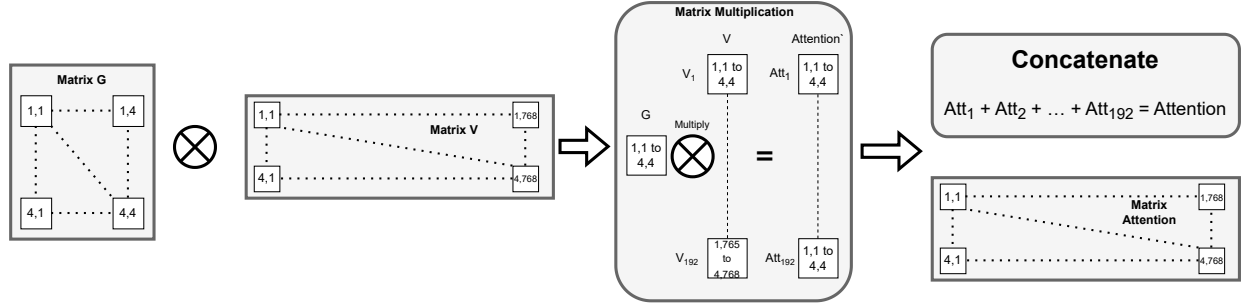 Matrix G
1,1
1,4
4,1
4,4
1,1
1,768
Matrix V
4,1
4,768
Matrix Multiplication
V
Attention`
V1
1,1 to
4,4
Att1
1,1 to
4,4
G
Multiply
1,1 to
4,4
=
V192
1,765
to
4,768
Att192
1,1 to
4,4
Concatenate
Att1 + Att2 + … + Att192 = Attention
1,1
1,768
Matrix
Attention
4,1
4,768